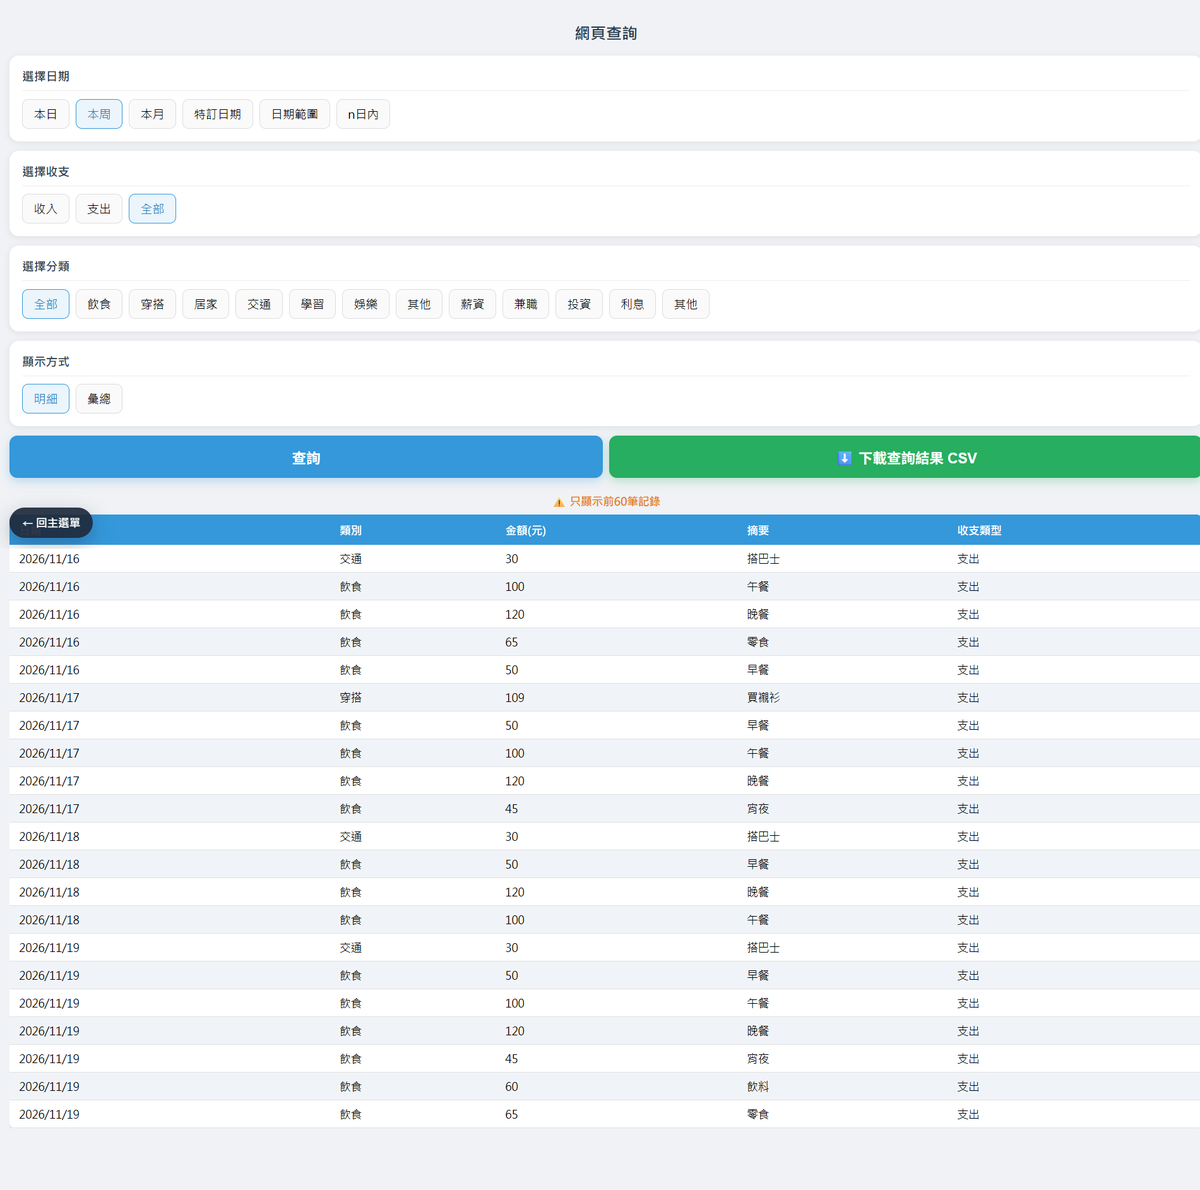 網頁查詢
選擇日期
本日 本周 本月 特訂日期 日期範圍 n日內
選擇收支
收入 支出 全部
選擇分類
全部 飲食 穿搭 居家 交通 學習 娛樂 其他 薪資 兼職 投資 利息 其他
顯示方式
明細 彙總
查詢 ⬇️ 下載查詢結果 CSV
⚠️ 只顯示前60筆記錄
← 回主選單 類別 金額(元) 摘要 收支類型
2026/11/16 交通 30 搭巴士 支出
2026/11/16 飲食 100 午餐 支出
2026/11/16 飲食 120 晚餐 支出
2026/11/16 飲食 65 零食 支出
2026/11/16 飲食 50 早餐 支出
2026/11/17 穿搭 109 買襯衫 支出
2026/11/17 飲食 50 早餐 支出
2026/11/17 飲食 100 午餐 支出
2026/11/17 飲食 120 晚餐 支出
2026/11/17 飲食 45 宵夜 支出
2026/11/18 交通 30 搭巴士 支出
2026/11/18 飲食 50 早餐 支出
2026/11/18 飲食 120 晚餐 支出
2026/11/18 飲食 100 午餐 支出
2026/11/19 交通 30 搭巴士 支出
2026/11/19 飲食 50 早餐 支出
2026/11/19 飲食 100 午餐 支出
2026/11/19 飲食 120 晚餐 支出
2026/11/19 飲食 45 宵夜 支出
2026/11/19 飲食 60 飲料 支出
2026/11/19 飲食 65 零食 支出